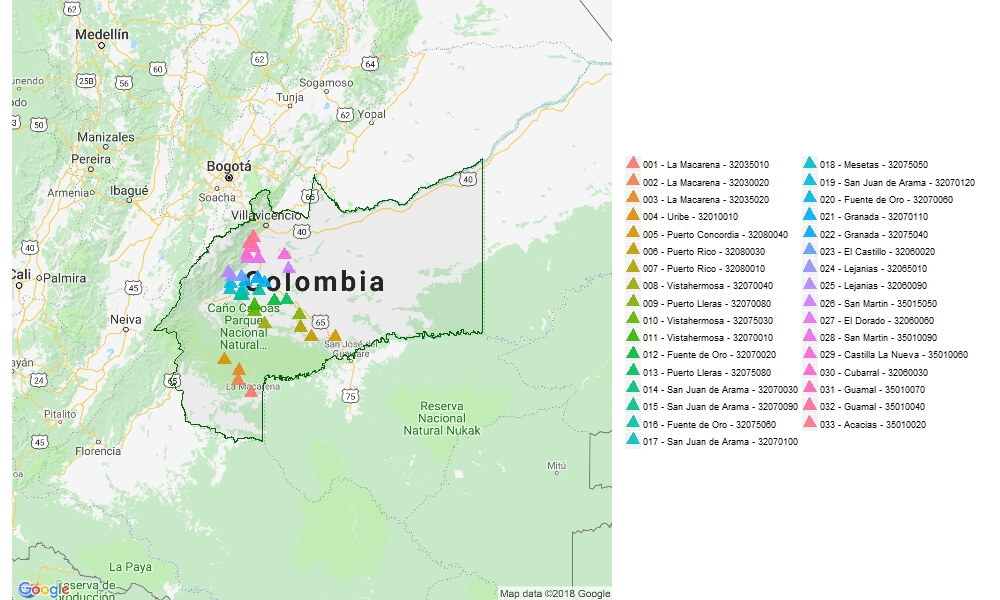 62
Medellín
62
64
60
25B
56
Sogamoso
Tunja
3
50
62
Yopal
Manizales
Pereira
Bogotá
40
Armenia
Ibagué
Soacha
65
Villavicencio
40
45
Cali
Palmira
Colombia
45
Caño Canoas
Parque
Nacional
Natural...
Neiva
65
San José del
Guaviare
24
65
La Macarena
75
Pitalito
Reserva
Natural
Nacional Nukak
45
Florencia
Mitú
La Paya
Reserva de
Producción
Google
Map data ©2018 Google
001 - La Macarena - 32035010
002 - La Macarena - 32030020
003 - La Macarena - 32035020
004 - Uribe - 32010010
005 - Puerto Concordia - 32080040
006 - Puerto Rico - 32080030
007 - Puerto Rico - 32080010
008 - Vistahermosa - 32070040
009 - Puerto Lleras - 32070080
010 - Vistahermosa - 32075030
011 - Vistahermosa - 32070010
012 - Fuente de Oro - 32070020
013 - Puerto Lleras - 32075080
014 - San Juan de Arama - 32070030
015 - San Juan de Arama - 32070090
016 - Fuente de Oro - 32075060
017 - San Juan de Arama - 32070100
018 - Mesetas - 32075050
019 - San Juan de Arama - 32070120
020 - Fuente de Oro - 32070060
021 - Granada - 32070110
022 - Granada - 32075040
023 - El Castillo - 32060020
024 - Lejanias - 32065010
025 - Lejanias - 32060090
026 - San Martin - 35015050
027 - El Dorado - 32060060
028 - San Martin - 35010090
029 - Castilla La Nueva - 35010060
030 - Cubarral - 32060030
031 - Guamal - 35010070
032 - Guamal - 35010040
033 - Acacias - 35010020